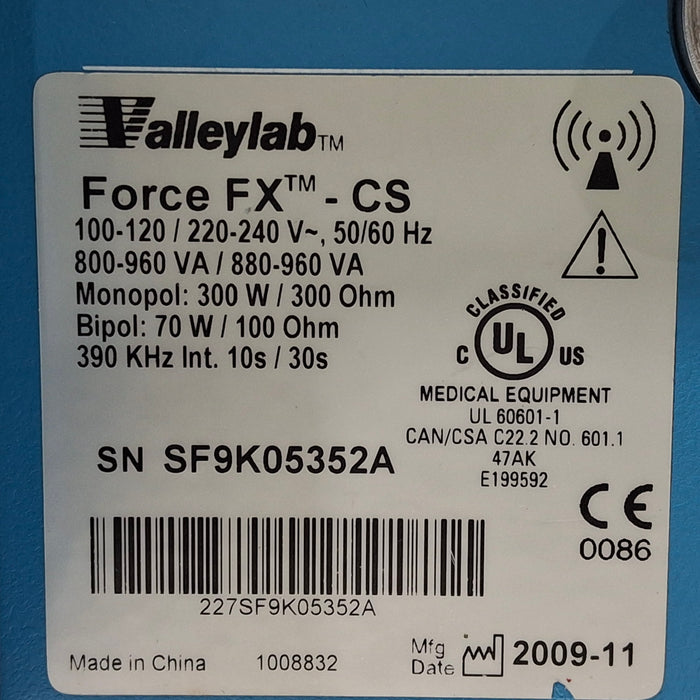 Valleylab™
Force FX™ - CS
100-120 / 220-240 V~, 50/60 Hz
800-960 VA / 880-960 VA
Monopol: 300 W / 300 Ohm
Bipol: 70 W / 100 Ohm
390 KHz Int. 10s / 30s
CLASSIFIED
C UL US
MEDICAL EQUIPMENT
UL 60601-1
CAN/CSA C22.2 NO. 601.1
47AK
E199592
SN SF9K05352A
CE
0086
227SF9K05352A
Made in China 1008832
Mfg Date 2009-11